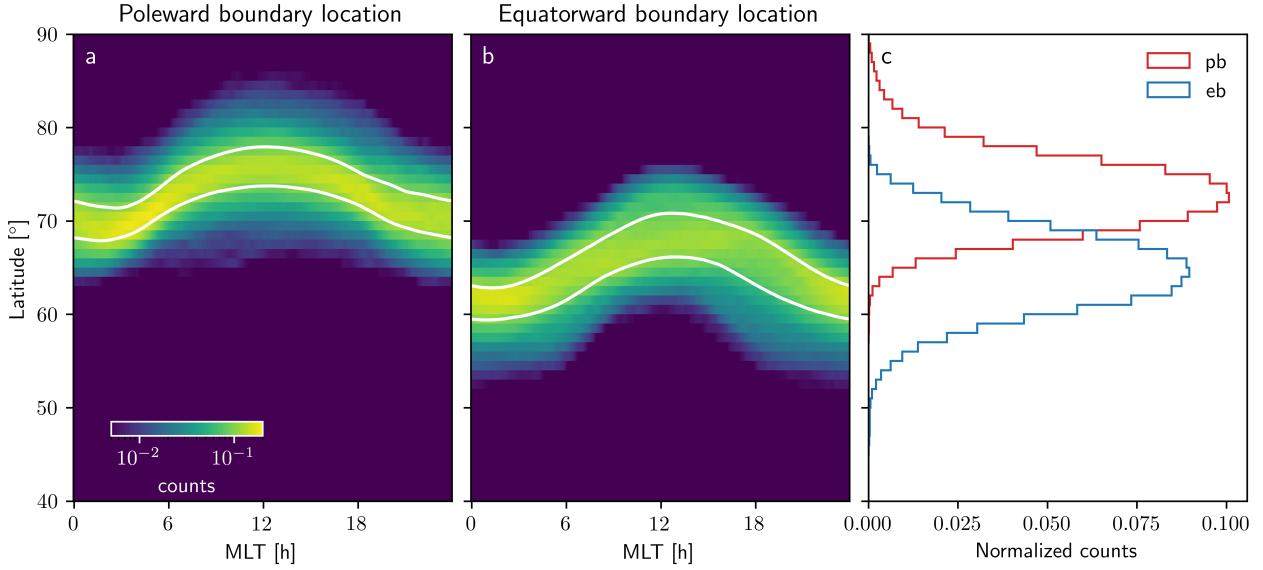 Poleward boundary location
Equatorward boundary location
a
b
c
pb
eb
90
80
70
60
50
40
Latitude [°]
10⁻² 10⁻¹
counts
0 6 12 18
MLT [h]
0 6 12 18
MLT [h]
0.000 0.025 0.050 0.075 0.100
Normalized counts